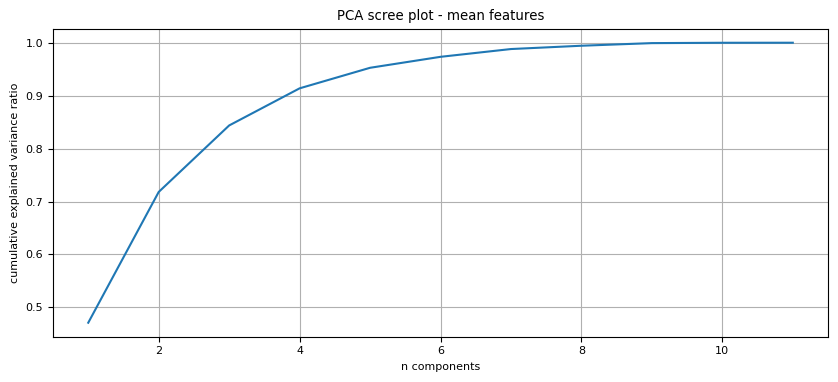 PCA scree plot - mean features
1.0
0.9
0.8
0.7
0.6
0.5
cumulative explained variance ratio
2 4 6 8 10
n components